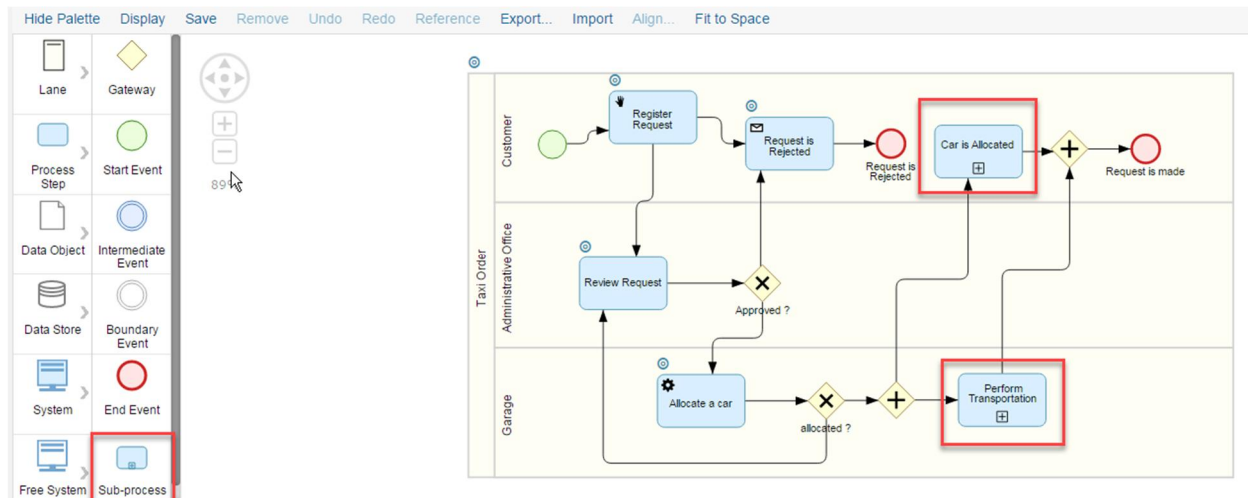 Hide Palette Display Save Remove Undo Redo Reference Export... Import Align... Fit to Space
Lane
Gateway
Process
Step
Start Event
Data Object
Intermediate
Event
Data Store
Boundary
Event
System
End Event
Free System
Sub-process
Taxi Order
Customer
Register
Request
Request is
Rejected
Request is
Rejected
Car is Allocated
Request is made
Administrative Office
Review Request
Approved ?
Garage
Allocate a car
allocated ?
Perform
Transportation